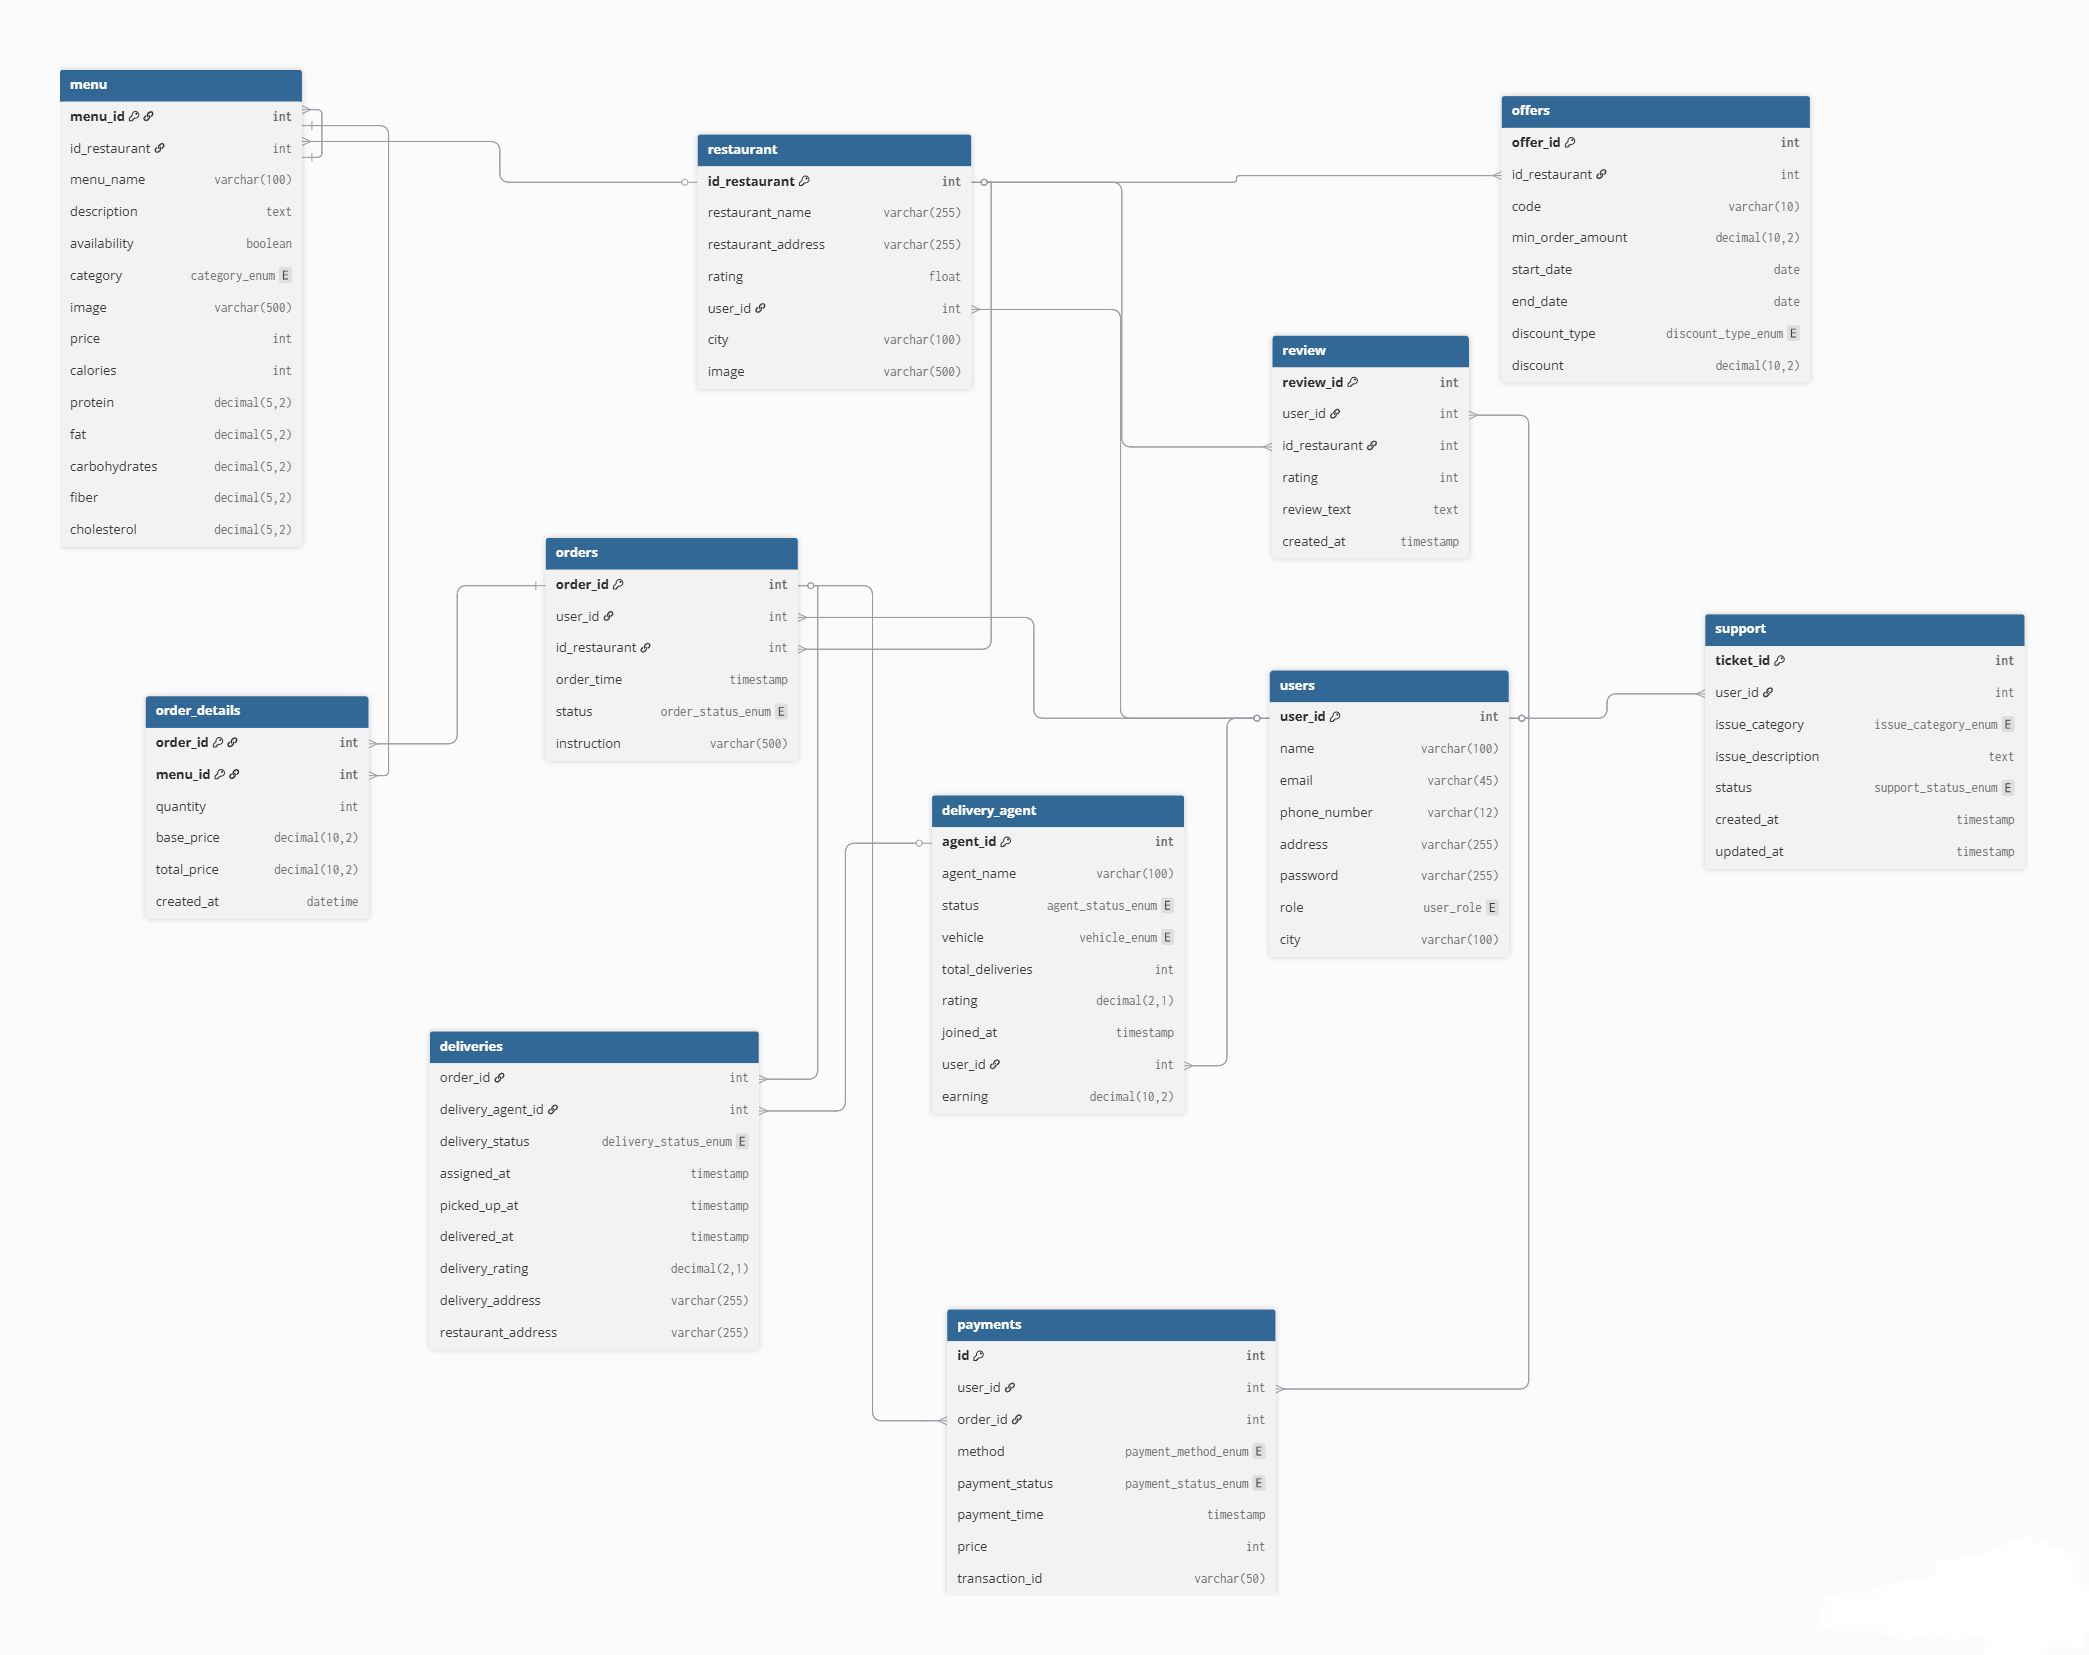 menu
menu_id int
id_restaurant int
menu_name varchar(100)
description text
availability boolean
category category_enum E
image varchar(500)
price int
calories int
protein decimal(5,2)
fat decimal(5,2)
carbohydrates decimal(5,2)
fiber decimal(5,2)
cholesterol decimal(5,2)
restaurant
id_restaurant int
restaurant_name varchar(255)
restaurant_address varchar(255)
rating float
user_id int
city varchar(100)
image varchar(500)
offers
offer_id int
id_restaurant int
code varchar(10)
min_order_amount decimal(10,2)
start_date date
end_date date
discount_type discount_type_enum E
discount decimal(10,2)
review
review_id int
user_id int
id_restaurant int
rating int
review_text text
created_at timestamp
orders
order_id int
user_id int
id_restaurant int
order_time timestamp
status order_status_enum E
instruction varchar(500)
order_details
order_id int
menu_id int
quantity int
base_price decimal(10,2)
total_price decimal(10,2)
created_at datetime
users
user_id int
name varchar(100)
email varchar(45)
phone_number varchar(12)
address varchar(255)
password varchar(255)
role user_role E
city varchar(100)
support
ticket_id int
user_id int
issue_category issue_category_enum E
issue_description text
status support_status_enum E
created_at timestamp
updated_at timestamp
delivery_agent
agent_id int
agent_name varchar(100)
status agent_status_enum E
vehicle vehicle_enum E
total_deliveries int
rating decimal(2,1)
joined_at timestamp
user_id int
earning decimal(10,2)
deliveries
order_id int
delivery_agent_id int
delivery_status delivery_status_enum E
assigned_at timestamp
picked_up_at timestamp
delivered_at timestamp
delivery_rating decimal(2,1)
delivery_address varchar(255)
restaurant_address varchar(255)
payments
id int
user_id int
order_id int
method payment_method_enum E
payment_status payment_status_enum E
payment_time timestamp
price int
transaction_id varchar(50)